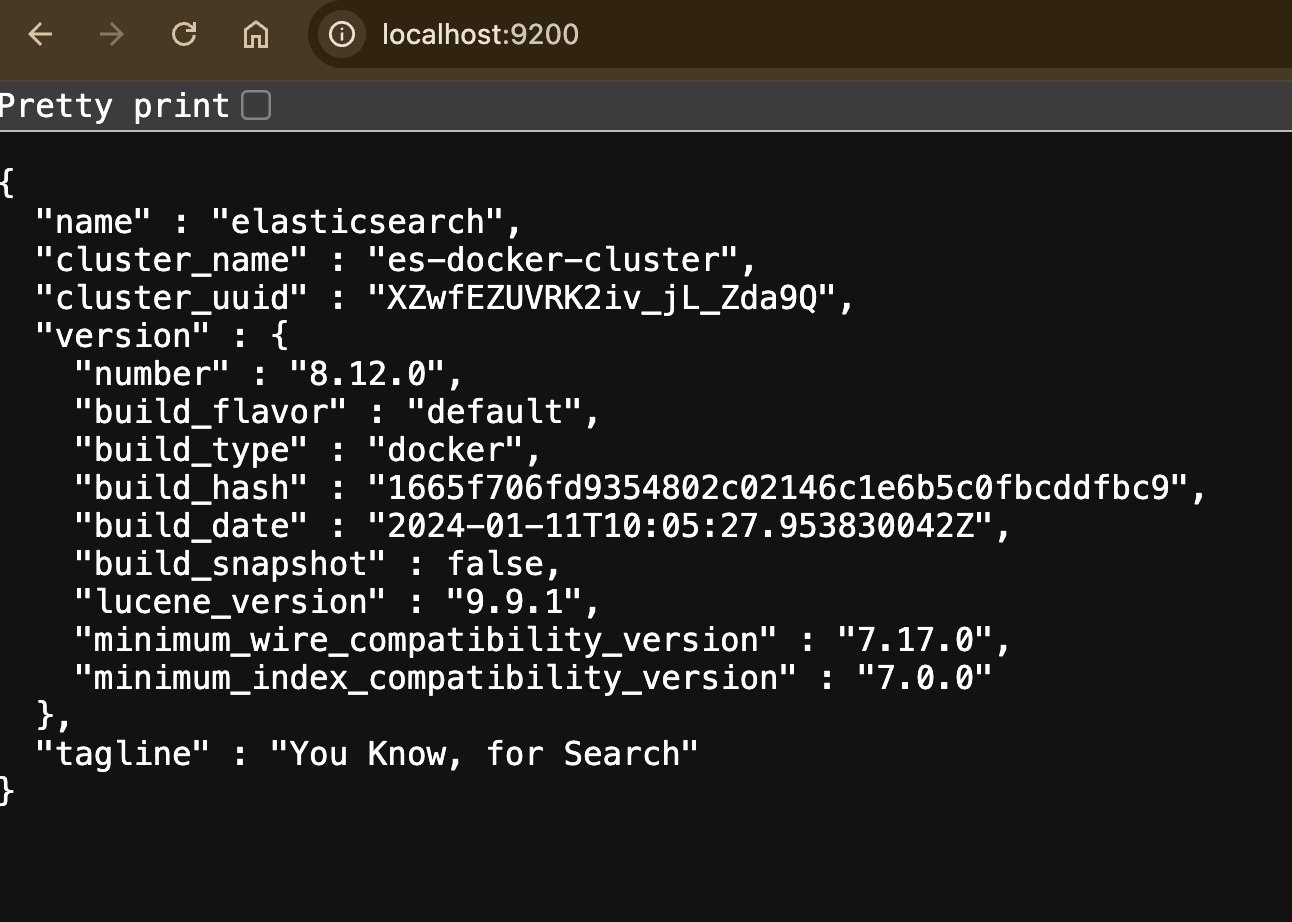 localhost:9200
Pretty print
{
  "name" : "elasticsearch",
  "cluster_name" : "es-docker-cluster",
  "cluster_uuid" : "XZwfEZUVRK2iv_jL_Zda9Q",
  "version" : {
    "number" : "8.12.0",
    "build_flavor" : "default",
    "build_type" : "docker",
    "build_hash" : "1665f706fd9354802c02146c1e6b5c0fbcddfbc9",
    "build_date" : "2024-01-11T10:05:27.953830042Z",
    "build_snapshot" : false,
    "lucene_version" : "9.9.1",
    "minimum_wire_compatibility_version" : "7.17.0",
    "minimum_index_compatibility_version" : "7.0.0"
  },
  "tagline" : "You Know, for Search"
}